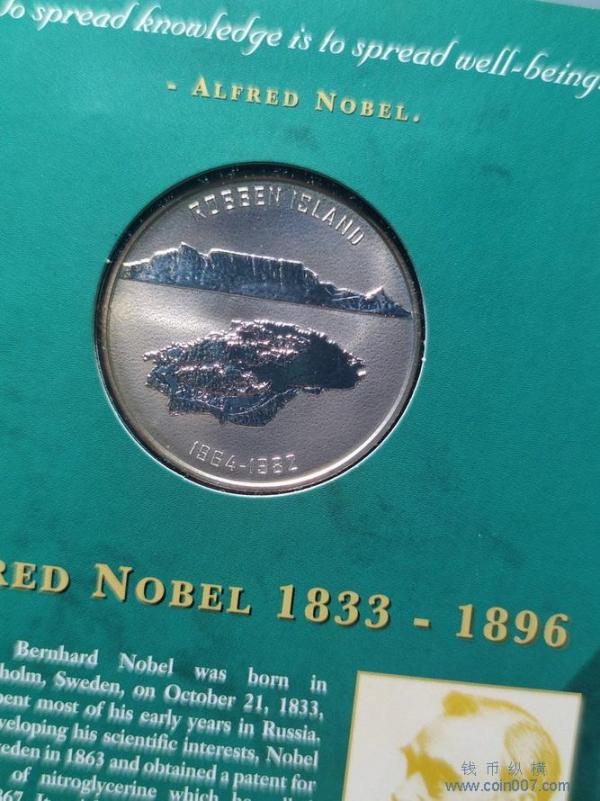 To spread knowledge is to spread well-being.
- ALFRED NOBEL.
ROBBEN ISLAND
1964-1982
RED NOBEL 1833 - 1896
Bernhard Nobel was born in
holm, Sweden, on October 21, 1833,
pent most of his early years in Russia.
veloping his scientific interests, Nobel
eden in 1863 and obtained a patent for
of nitroglycerine which he
867.
钱币纵横
www.coin007.com